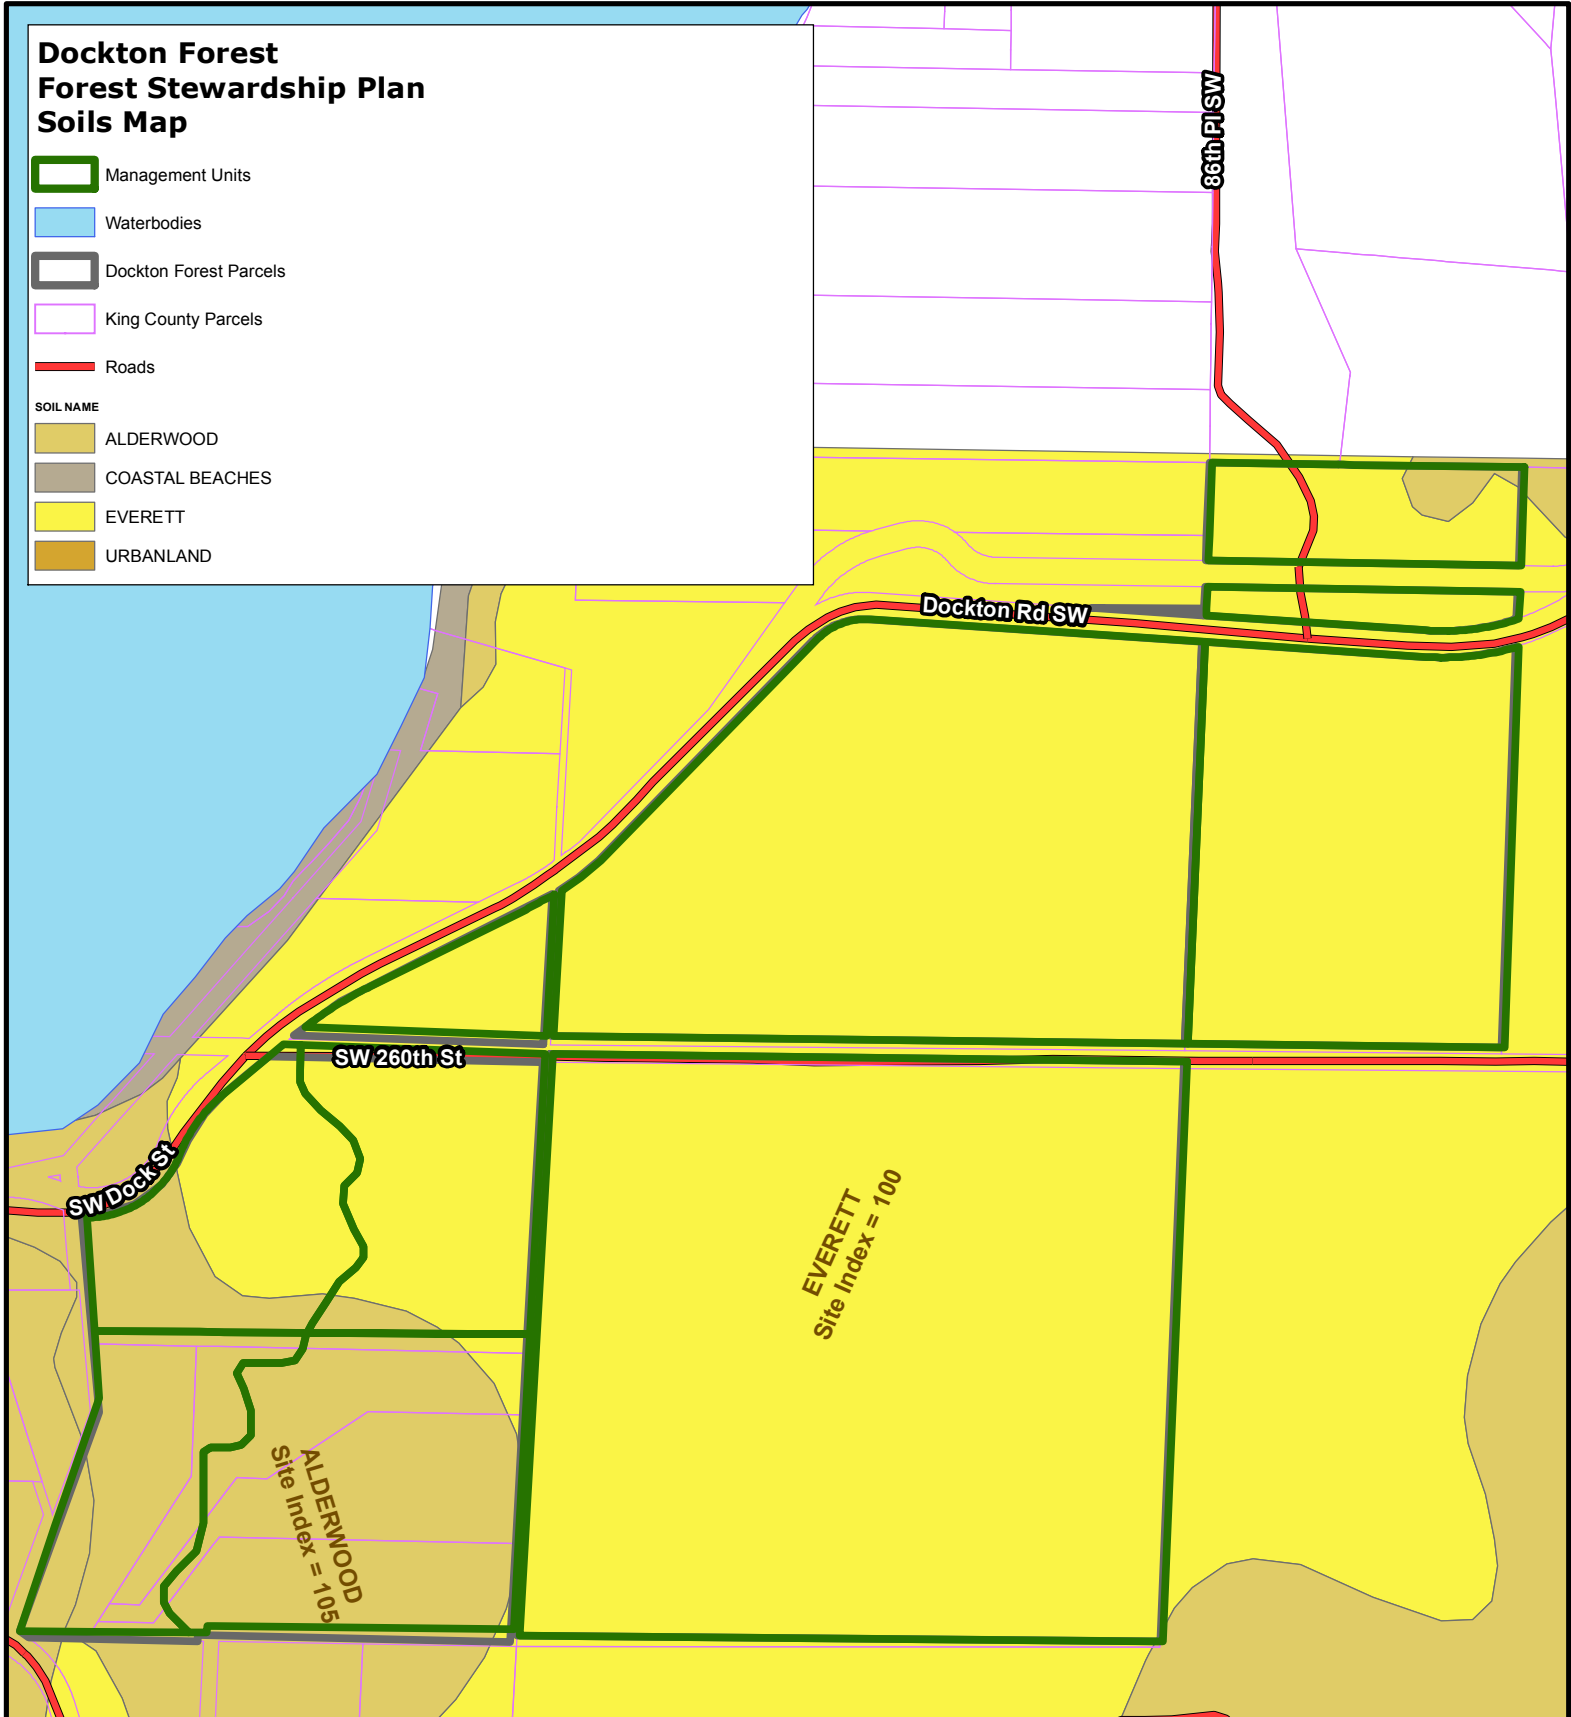 Dockton Forest
Forest Stewardship Plan
Soils Map
Management Units
Waterbodies
Dockton Forest Parcels
King County Parcels
Roads
SOIL NAME
ALDERWOOD
COASTAL BEACHES
EVERETT
URBANLAND
86th Pl SW
Dockton Rd SW
SW 260th St
SW Dock St
EVERETT
Site Index = 100
ALDERWOOD
Site Index = 105